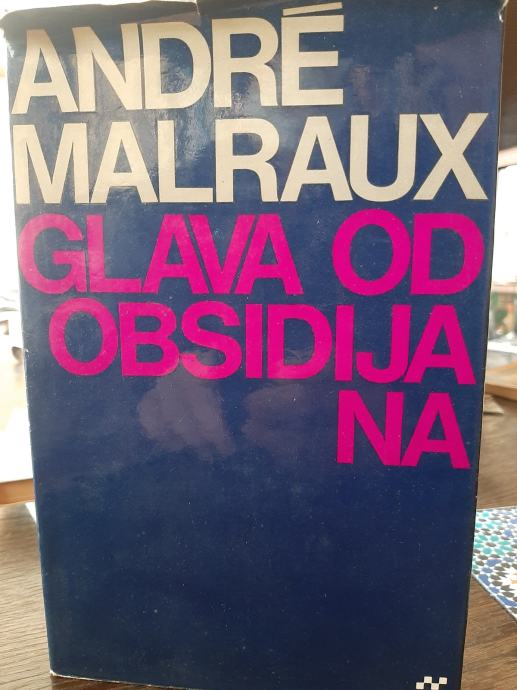 ANDRÉ
MALRAUX
GLAVA OD
OBSIDIJA
NA